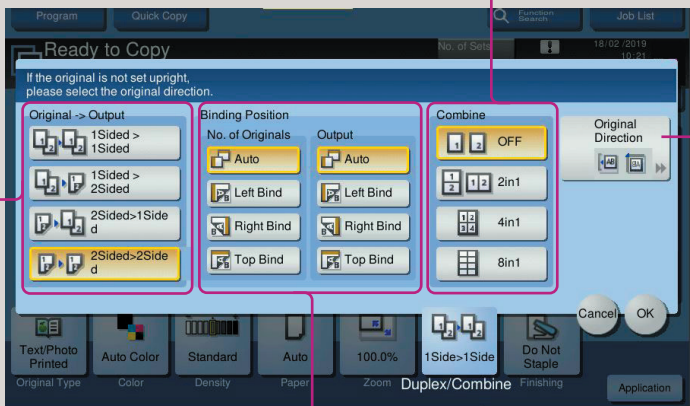 Program
Quick Copy
Function
Search
Job List
Ready to Copy
No. of Sets
18/02/2019
10:21
If the original is not set upright,
please select the original direction.
Original -> Output
1Sided >
1Sided
1Sided >
2Sided
2Sided>1Side
d
2Sided>2Side
d
Binding Position
No. of Originals
Output
Auto
Auto
Left Bind
Left Bind
Right Bind
Right Bind
Top Bind
Top Bind
Combine
OFF
2in1
4in1
8in1
Original
Direction
Cancel
OK
Text/Photo
Printed
Auto Color
Standard
Auto
100.0%
1Side>1Side
Do Not
Staple
Original Type
Color
Density
Paper
Zoom
Duplex/Combine
Finishing
Application